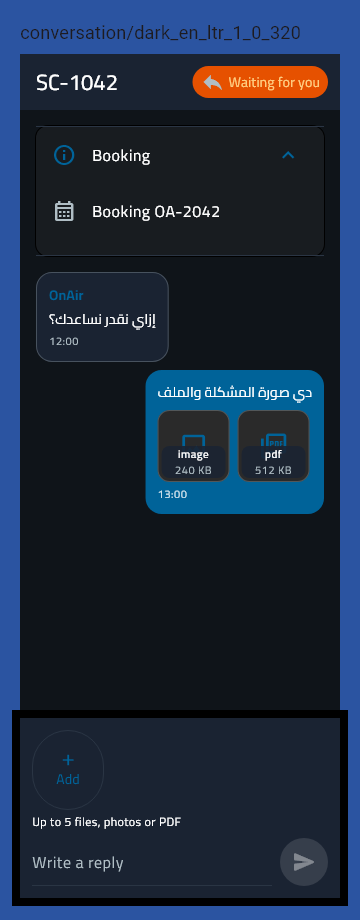 conversation/dark_en_ltr_1_0_320
SC-1042
Waiting for you
Booking
Booking OA-2042
OnAir
إزاي نقدر نساعدك؟
12:00
دي صورة المشكلة والملف
image
240 KB
PDF
pdf
512 KB
13:00
+
Add
Up to 5 files, photos or PDF
Write a reply